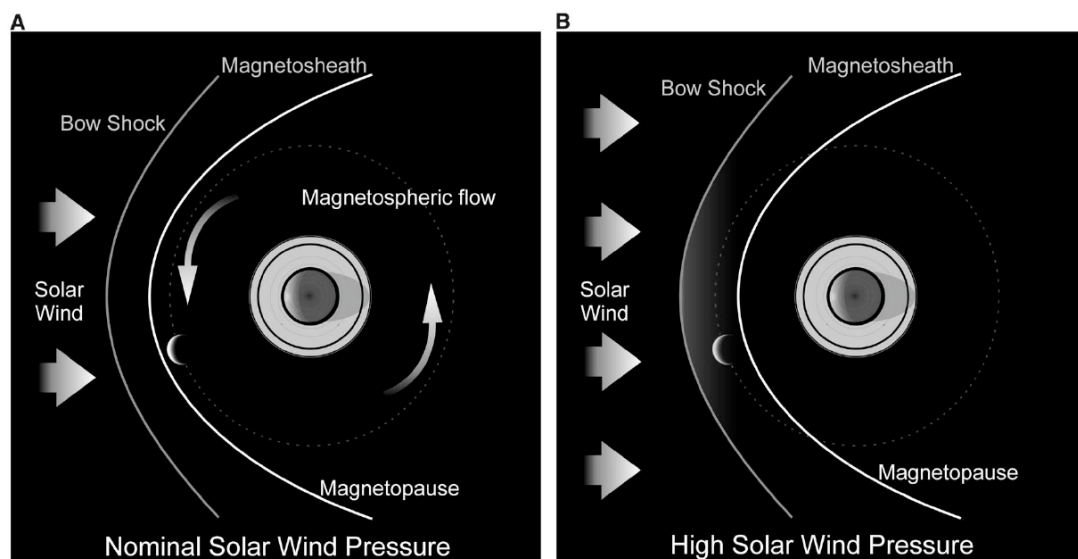 A
Magnetosheath
Bow Shock
Magnetospheric flow
Solar
Wind
Magnetopause
Nominal Solar Wind Pressure
B
Magnetosheath
Bow Shock
Solar
Wind
Magnetopause
High Solar Wind Pressure